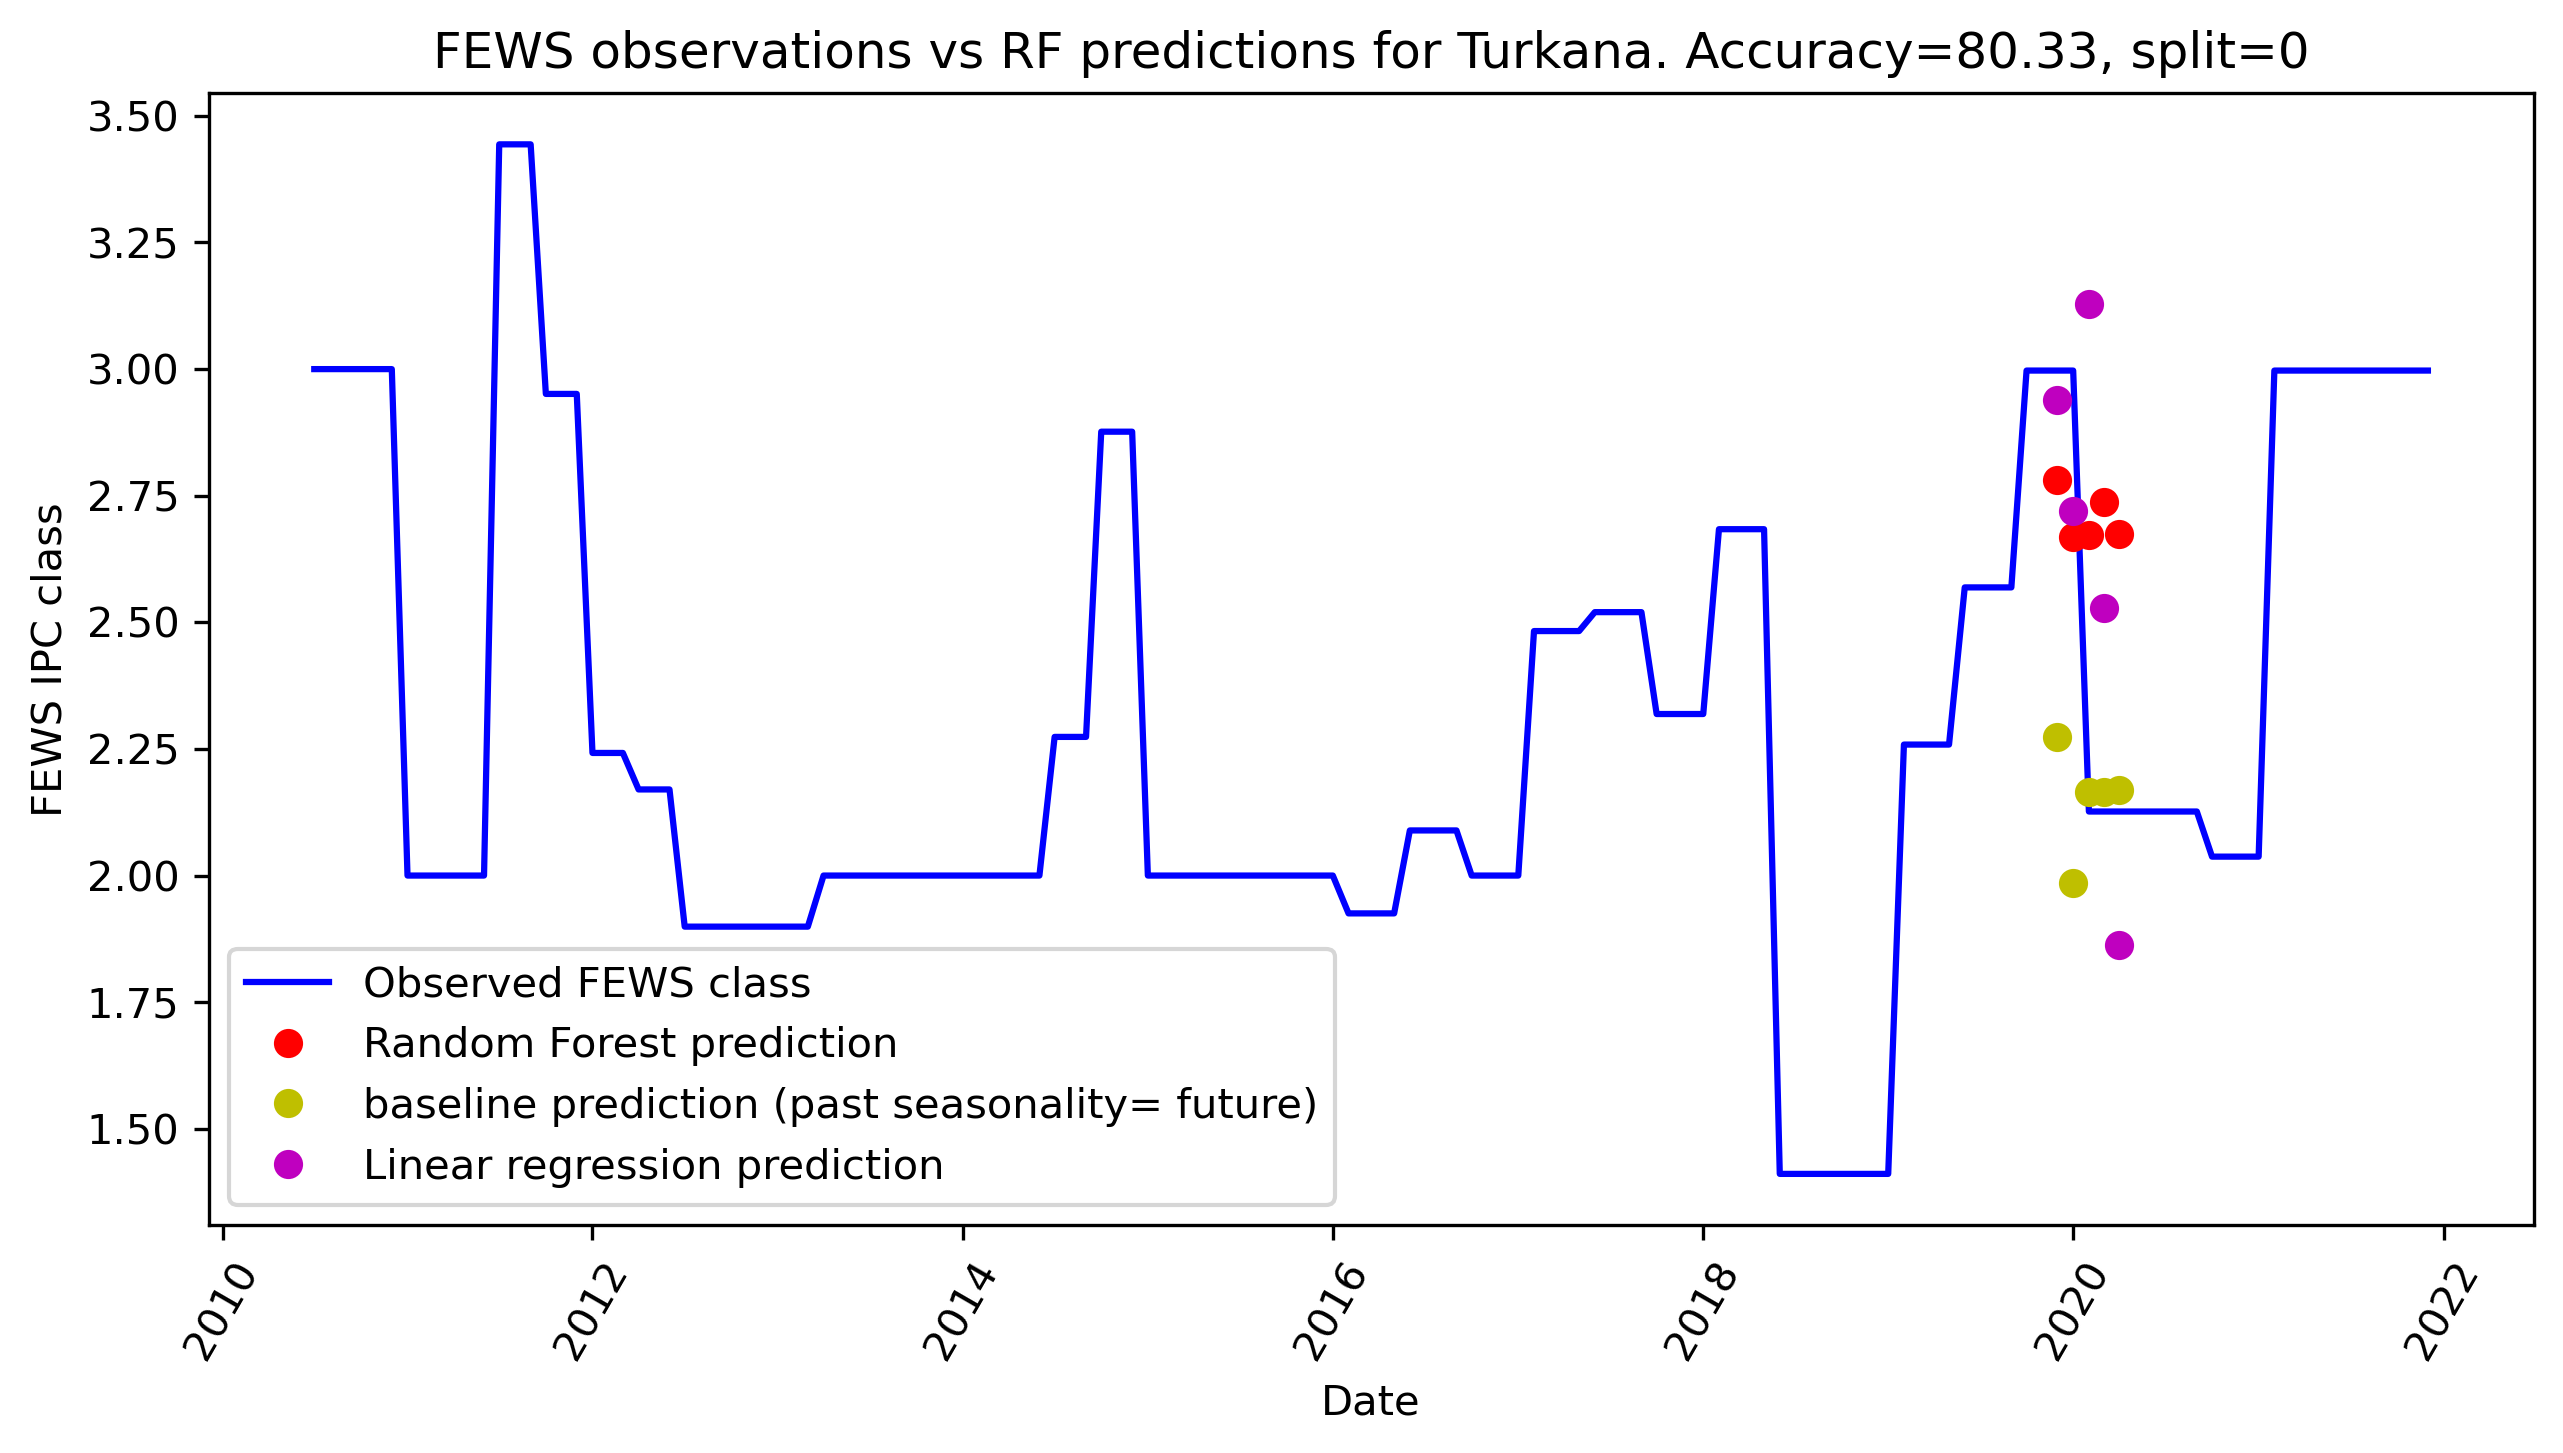 FEWS observations vs RF predictions for Turkana. Accuracy=80.33, split=0
3.50
3.25
3.00
2.75
2.50
2.25
2.00
1.75
1.50
FEWS IPC class
Observed FEWS class
Random Forest prediction
baseline prediction (past seasonality= future)
Linear regression prediction
2010
2012
2014
2016
2018
2020
2022
Date